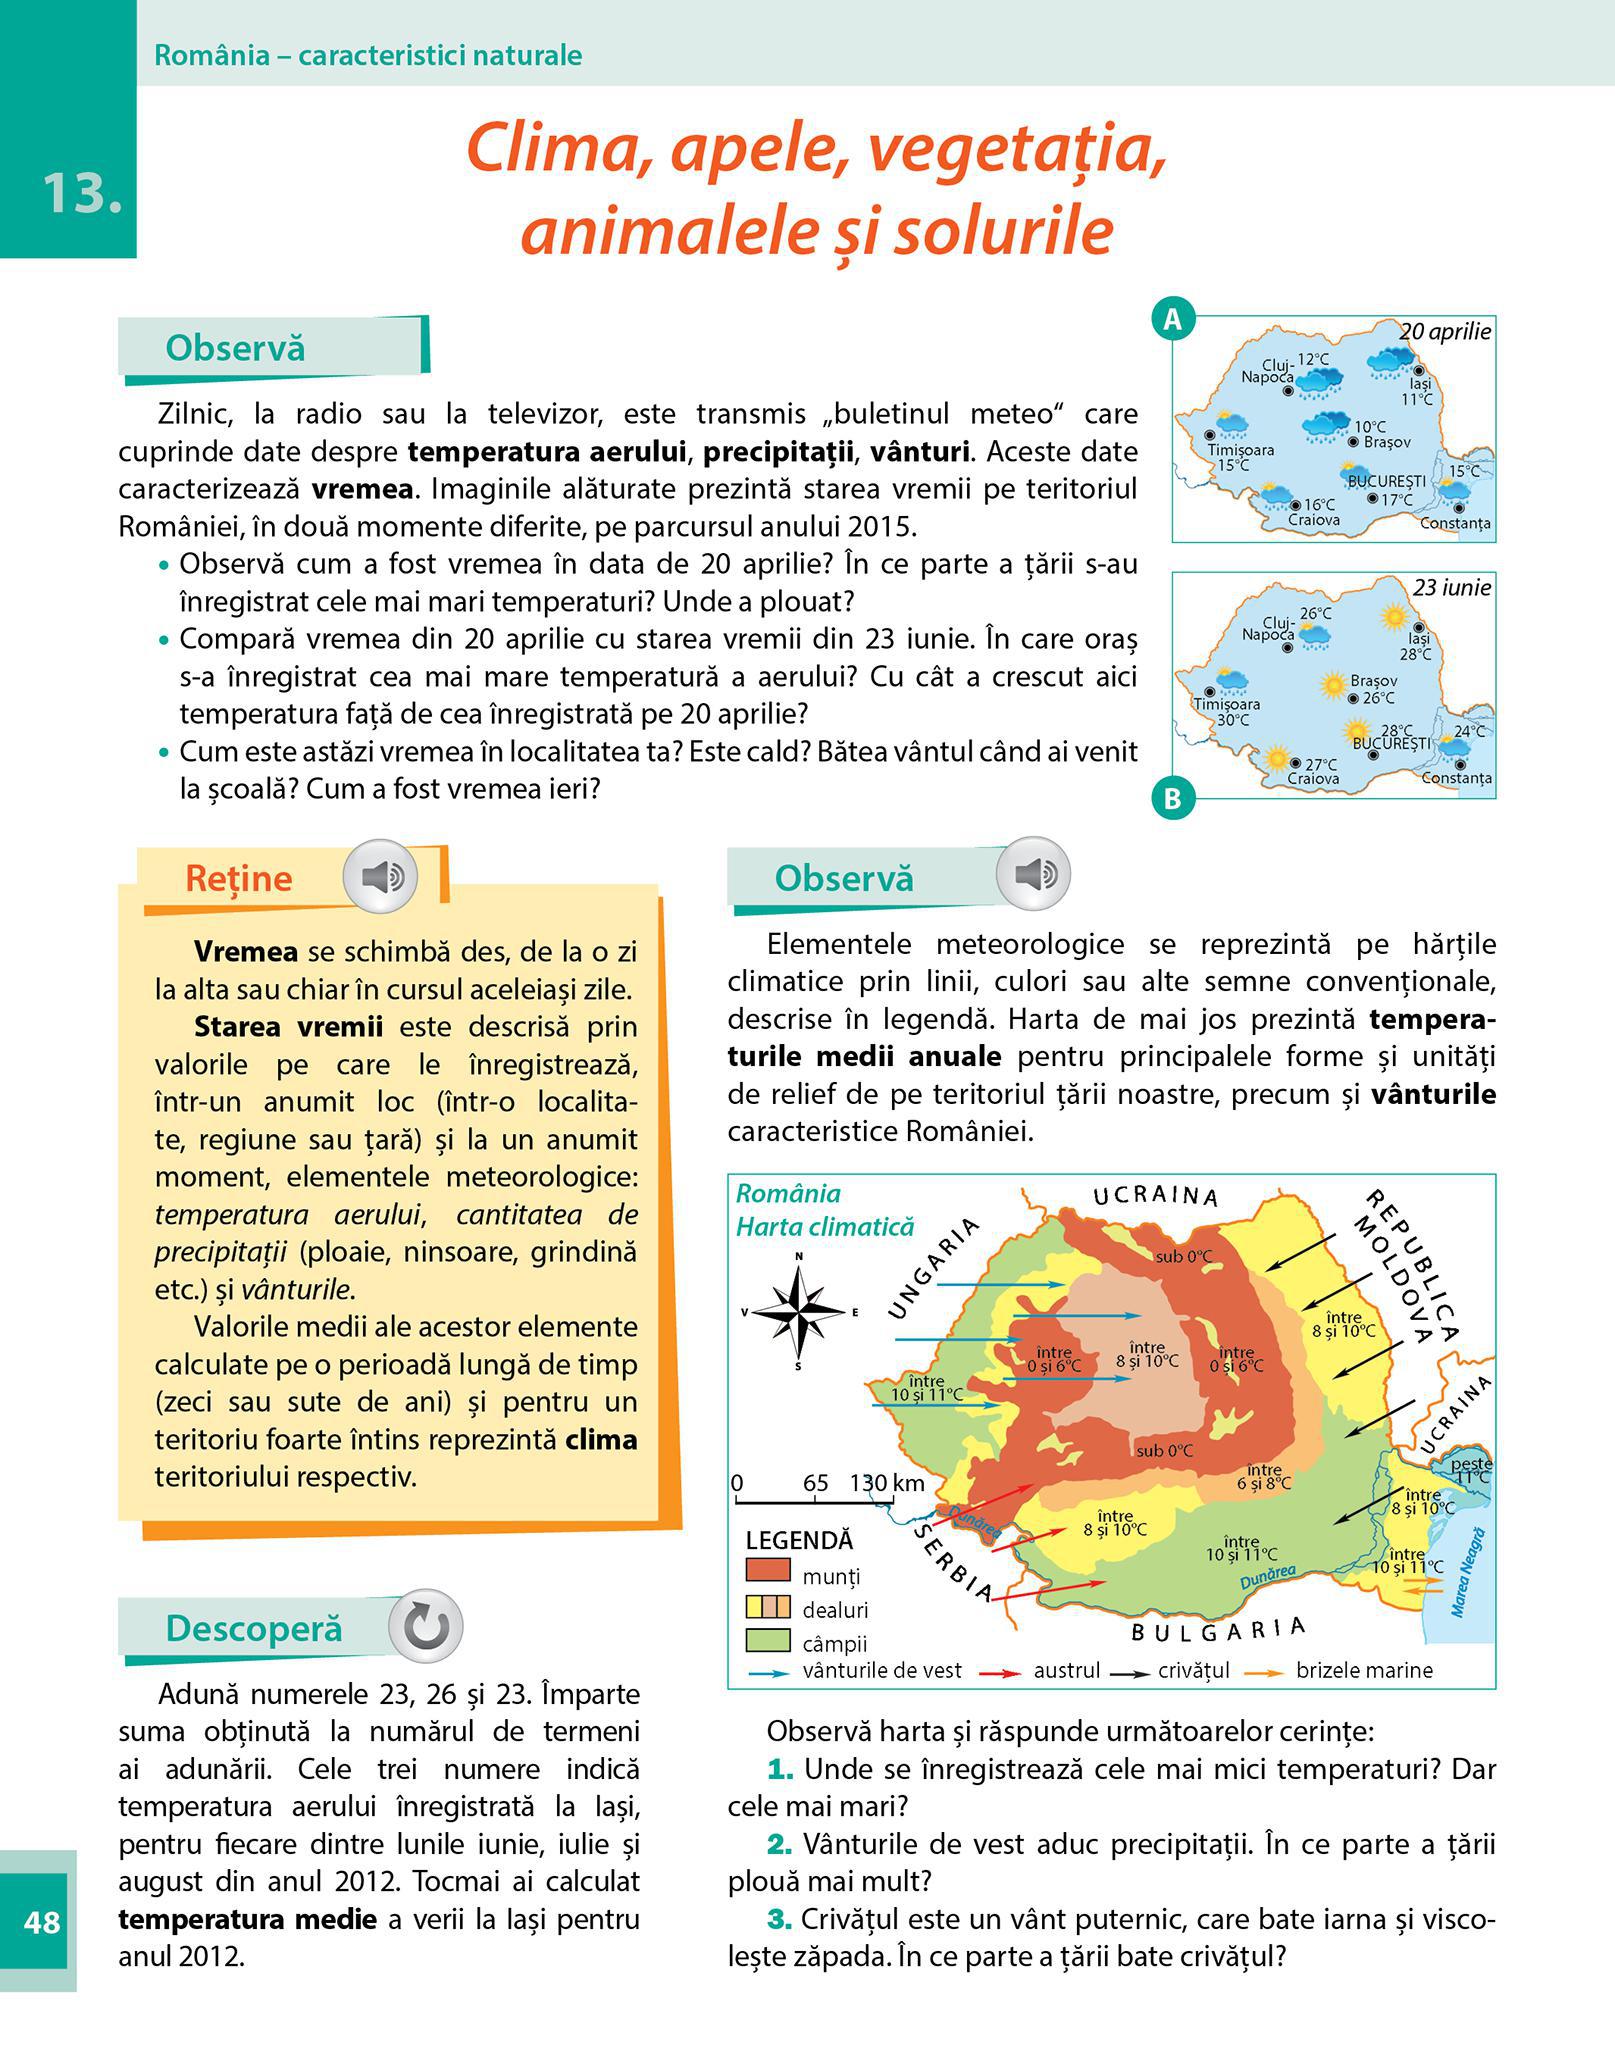 România – caracteristici naturale
13.
Clima, apele, vegetația,
animalele și solurile
Observă
Zilnic, la radio sau la televizor, este transmis „buletinul meteo“ care
cuprinde date despre temperatura aerului, precipitații, vânturi. Aceste date
caracterizează vremea. Imaginile alăturate prezintă starea vremii pe teritoriul
României, în două momente diferite, pe parcursul anului 2015.
• Observă cum a fost vremea în data de 20 aprilie? În ce parte a țării s-au
înregistrat cele mai mari temperaturi? Unde a plouat?
• Compară vremea din 20 aprilie cu starea vremii din 23 iunie. În care oraș
s-a înregistrat cea mai mare temperatură a aerului? Cu cât a crescut aici
temperatura față de cea înregistrată pe 20 aprilie?
• Cum este astăzi vremea în localitatea ta? Este cald? Bătea vântul când ai venit
la școală? Cum a fost vremea ieri?
A
20 aprilie
Cluj-
Napoca
12°C
Iași
11°C
10°C
Brașov
Timișoara
15°C
BUCUREȘTI
17°C
15°C
16°C
Craiova
Constanța
23 iunie
Cluj-
Napoca
26°C
Iași
28°C
Brașov
26°C
Timișoara
30°C
28°C
BUCUREȘTI
24°C
27°C
Craiova
Constanța
B
Reține
Vremea se schimbă des, de la o zi
la alta sau chiar în cursul aceleiași zile.
Starea vremii este descrisă prin
valorile pe care le înregistrează,
într-un anumit loc (într-o localita-
te, regiune sau țară) și la un anumit
moment, elementele meteorologice:
temperatura aerului, cantitatea de
precipitații (ploaie, ninsoare, grindină
etc.) și vânturile.
Valorile medii ale acestor elemente
calculate pe o perioadă lungă de timp
(zeci sau sute de ani) și pentru un
teritoriu foarte întins reprezintă clima
teritoriului respectiv.
Descoperă
Adună numerele 23, 26 și 23. Împarte
suma obținută la numărul de termeni
ai adunării. Cele trei numere indică
temperatura aerului înregistrată la Iași,
pentru fiecare dintre lunile iunie, iulie și
august din anul 2012. Tocmai ai calculat
temperatura medie a verii la Iași pentru
anul 2012.
Observă
Elementele meteorologice se reprezintă pe hărțile
climatice prin linii, culori sau alte semne convenționale,
descrise în legendă. Harta de mai jos prezintă tempera-
turile medii anuale pentru principalele forme și unități
de relief de pe teritoriul țării noastre, precum și vânturile
caracteristice României.
România
Harta climatică
N
V
E
S
UCRAINA
UNGARIA
REPUBLICA
MOLDOVA
UCRAINA
SERBIA
BULGARIA
Marea Neagră
Dunărea
Dunărea
sub 0°C
între
8 și 10°C
între
0 și 6°C
între
8 și 10°C
între
0 și 6°C
între
10 și 11°C
sub 0°C
între
6 și 8°C
peste
11°C
între
8 și 10°C
între
8 și 10°C
între
10 și 11°C
între
10 și 11°C
0 65 130 km
LEGENDĂ
munți
dealuri
câmpii
vânturile de vest austrul crivățul brizele marine
Observă harta și răspunde următoarelor cerințe:
1. Unde se înregistrează cele mai mici temperaturi? Dar
cele mai mari?
2. Vânturile de vest aduc precipitații. În ce parte a țării
plouă mai mult?
3. Crivățul este un vânt puternic, care bate iarna și visco-
lește zăpada. În ce parte a țării bate crivățul?
48